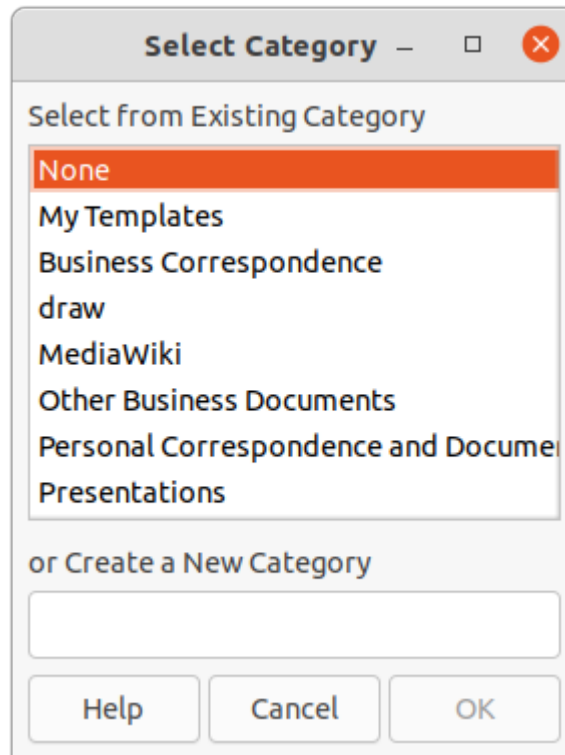 Select Category
Select from Existing Category
None
My Templates
Business Correspondence
draw
MediaWiki
Other Business Documents
Personal Correspondence and Docume
Presentations
or Create a New Category
Help Cancel OK